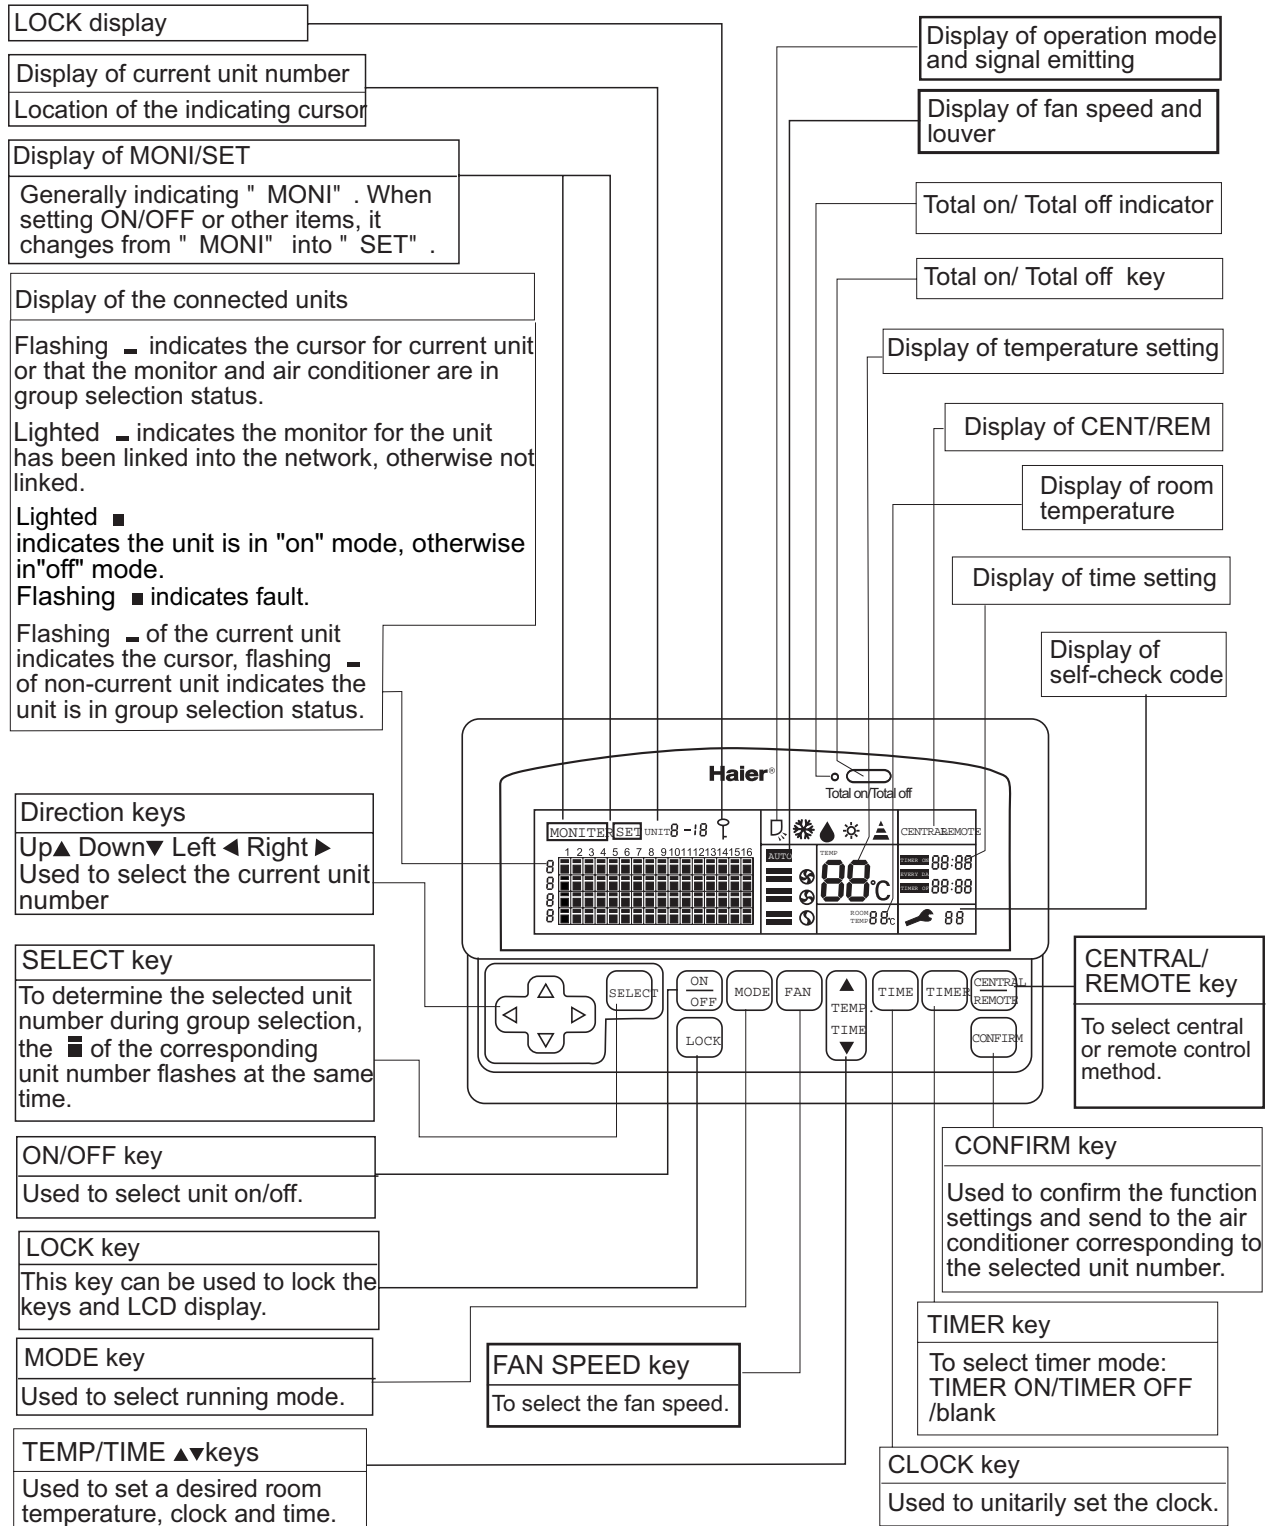 LOCK display
Display of current unit number
Location of the indicating cursor
Display of MONI/SET
Generally indicating " MONI" . When
setting ON/OFF or other items, it
changes from " MONI" into " SET" .
Display of the connected units
Flashing ▬ indicates the cursor for current unit
or that the monitor and air conditioner are in
group selection status.
Lighted ▬ indicates the monitor for the unit
has been linked into the network, otherwise not
linked.
Lighted ■
indicates the unit is in "on" mode, otherwise
in"off" mode.
Flashing ■ indicates fault.
Flashing ▬ of the current unit
indicates the cursor, flashing ▬
of non-current unit indicates the
unit is in group selection status.
Direction keys
Up▲ Down▼ Left ◀ Right ▶
Used to select the current unit
number
SELECT key
To determine the selected unit
number during group selection,
the of the corresponding
unit number flashes at the same
time.
ON/OFF key
Used to select unit on/off.
LOCK key
This key can be used to lock the
keys and LCD display.
MODE key
Used to select running mode.
TEMP/TIME ▲▼keys
Used to set a desired room
temperature, clock and time.
Display of operation mode
and signal emitting
Display of fan speed and
louver
Total on/ Total off indicator
Total on/ Total off key
Display of temperature setting
Display of CENT/REM
Display of room
temperature
Display of time setting
Display of
self-check code
Haier®
Total on/Total off
MONITER SET UNIT 8 -18
1 2 3 4 5 6 7 8 9 10 11 12 13 14 15 16
8
8
8
8
AUTO
TEMP
88°C
ROOM
TEMP 88°C
CENTRAL REMOTE
TIMER ON 88:88
EVERY DA
TIMER OF 88:88
88
SELECT
ON
OFF
LOCK
MODE
FAN
TEMP.
TIME
TIME
TIMER
CENTRAL
REMOTE
CONFIRM
CENTRAL/
REMOTE key
To select central
or remote control
method.
CONFIRM key
Used to confirm the function
settings and send to the air
conditioner corresponding to
the selected unit number.
TIMER key
To select timer mode:
TIMER ON/TIMER OFF
/blank
FAN SPEED key
To select the fan speed.
CLOCK key
Used to unitarily set the clock.